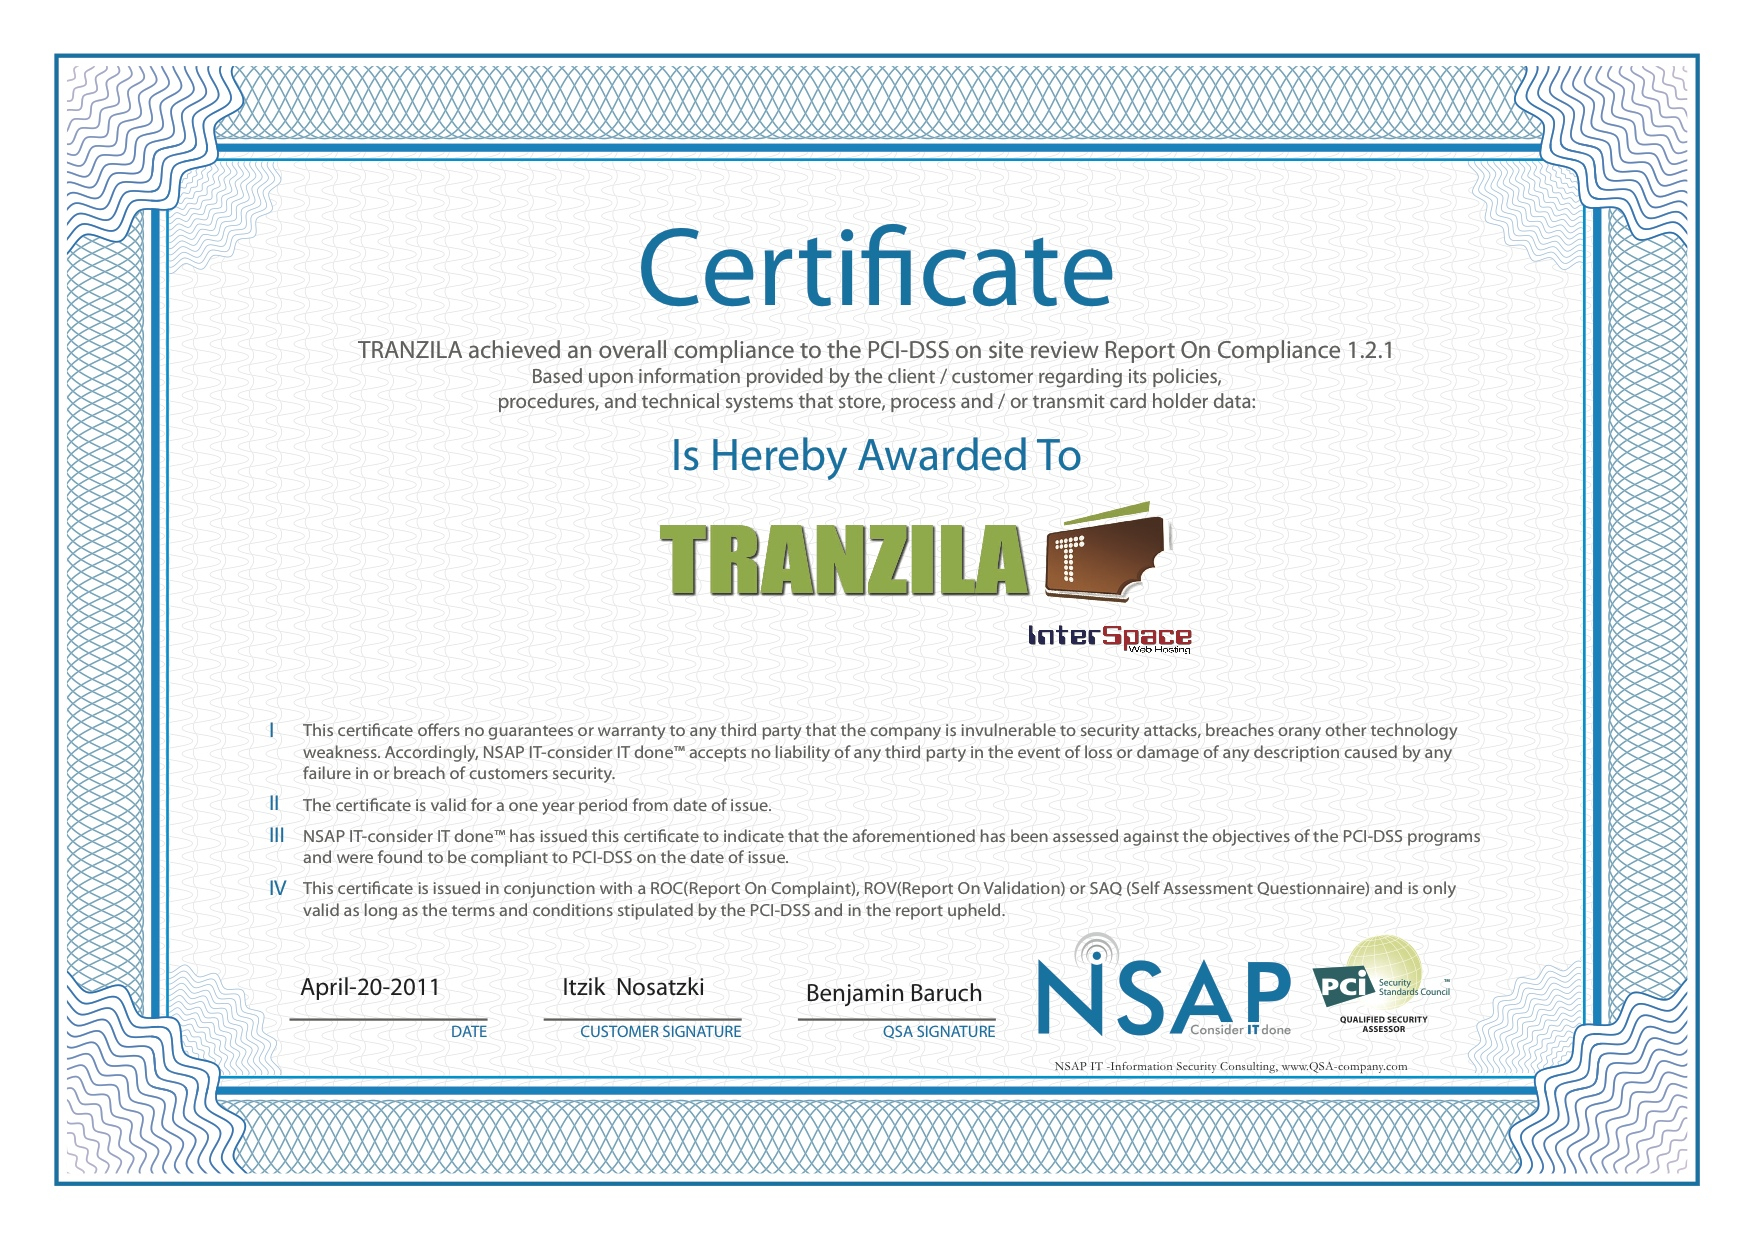 Certificate
TRANZILA achieved an overall compliance to the PCI-DSS on site review Report On Compliance 1.2.1
Based upon information provided by the client / customer regarding its policies,
procedures, and technical systems that store, process and / or transmit card holder data:
Is Hereby Awarded To
TRANZILA T
InterSpace
Web Hosting
I This certificate offers no guarantees or warranty to any third party that the company is invulnerable to security attacks, breaches orany other technology
weakness. Accordingly, NSAP IT-consider IT done™ accepts no liability of any third party in the event of loss or damage of any description caused by any
failure in or breach of customers security.
II The certificate is valid for a one year period from date of issue.
III NSAP IT-consider IT done™ has issued this certificate to indicate that the aforementioned has been assessed against the objectives of the PCI-DSS programs
and were found to be compliant to PCI-DSS on the date of issue.
IV This certificate is issued in conjunction with a ROC(Report On Complaint), ROV(Report On Validation) or SAQ (Self Assessment Questionnaire) and is only
valid as long as the terms and conditions stipulated by the PCI-DSS and in the report upheld.
April-20-2011
DATE
Itzik Nosatzki
CUSTOMER SIGNATURE
Benjamin Baruch
QSA SIGNATURE
NSAP
Consider IT done
PCi Security ™
Standards Council
QUALIFIED SECURITY
ASSESSOR
NSAP IT -Information Security Consulting, www.QSA-company.com